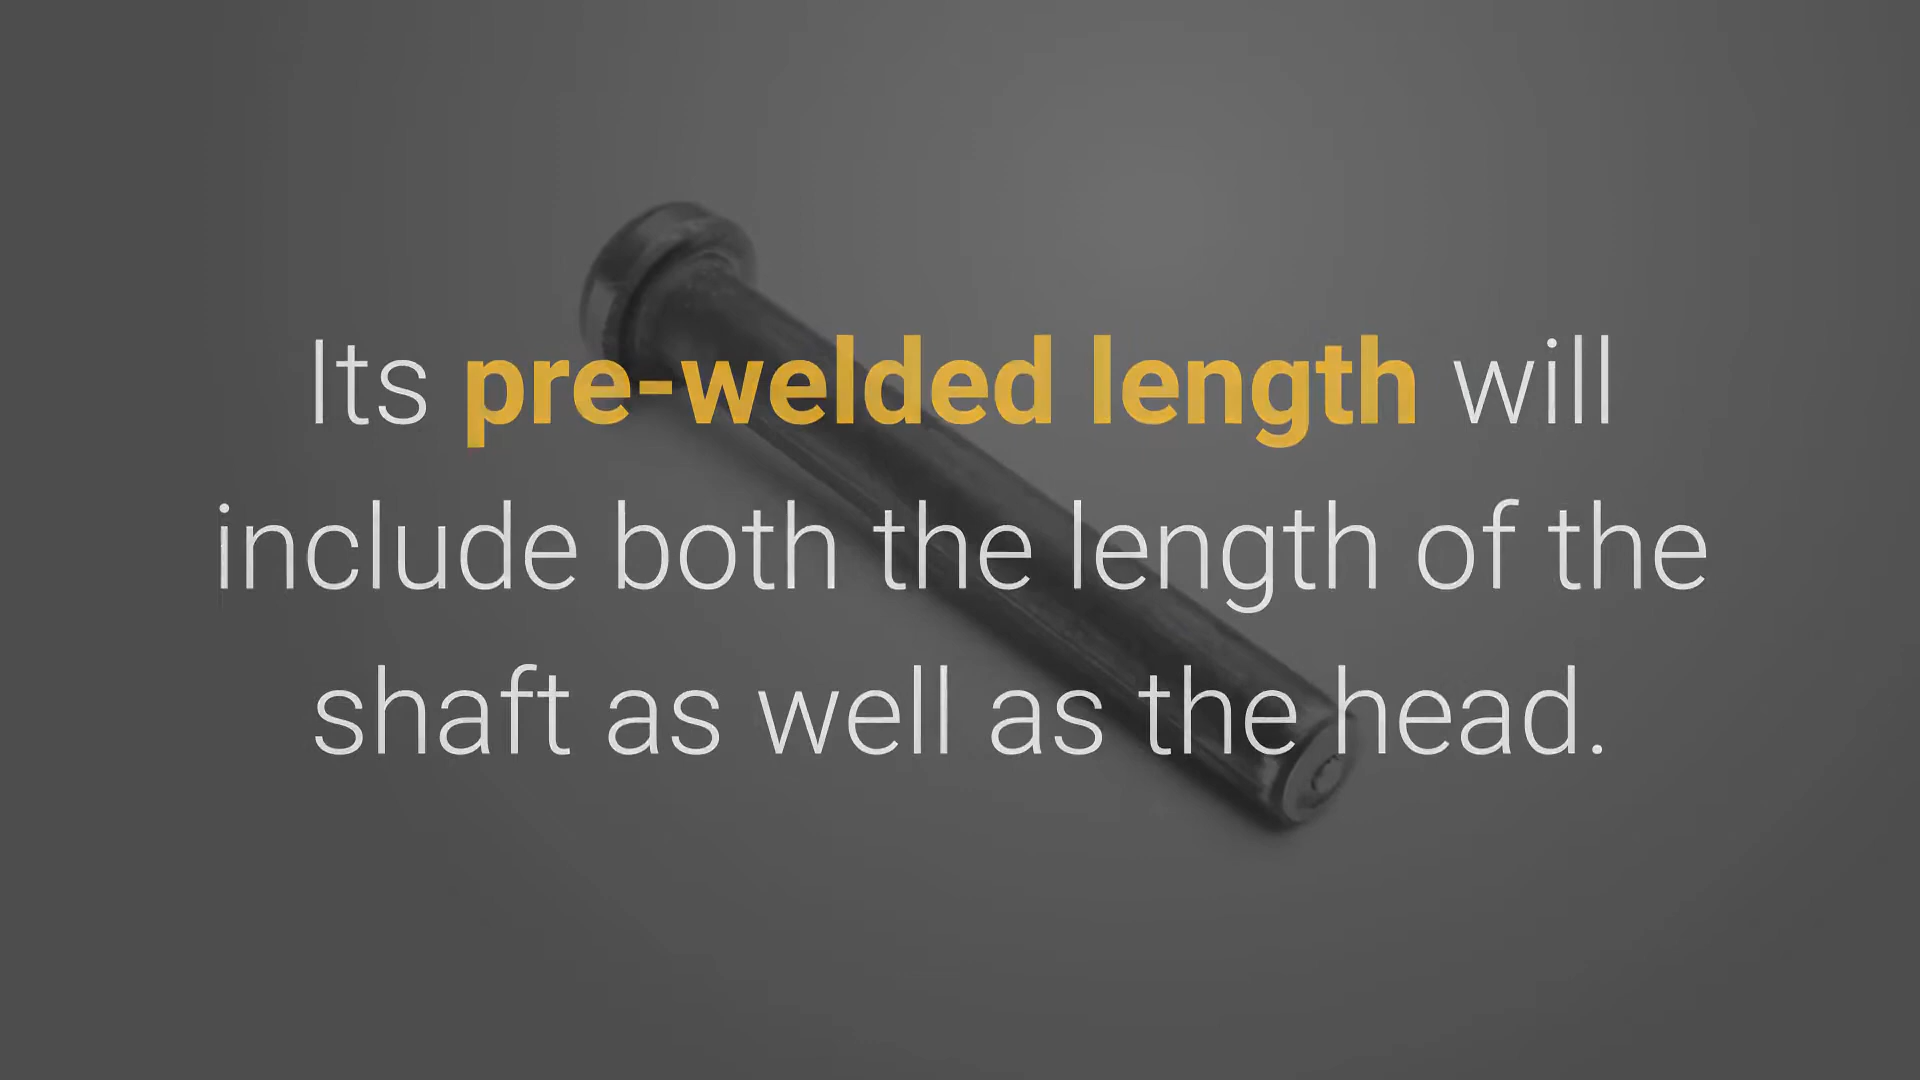 Its pre-welded length will
include both the length of the
shaft as well as the head.